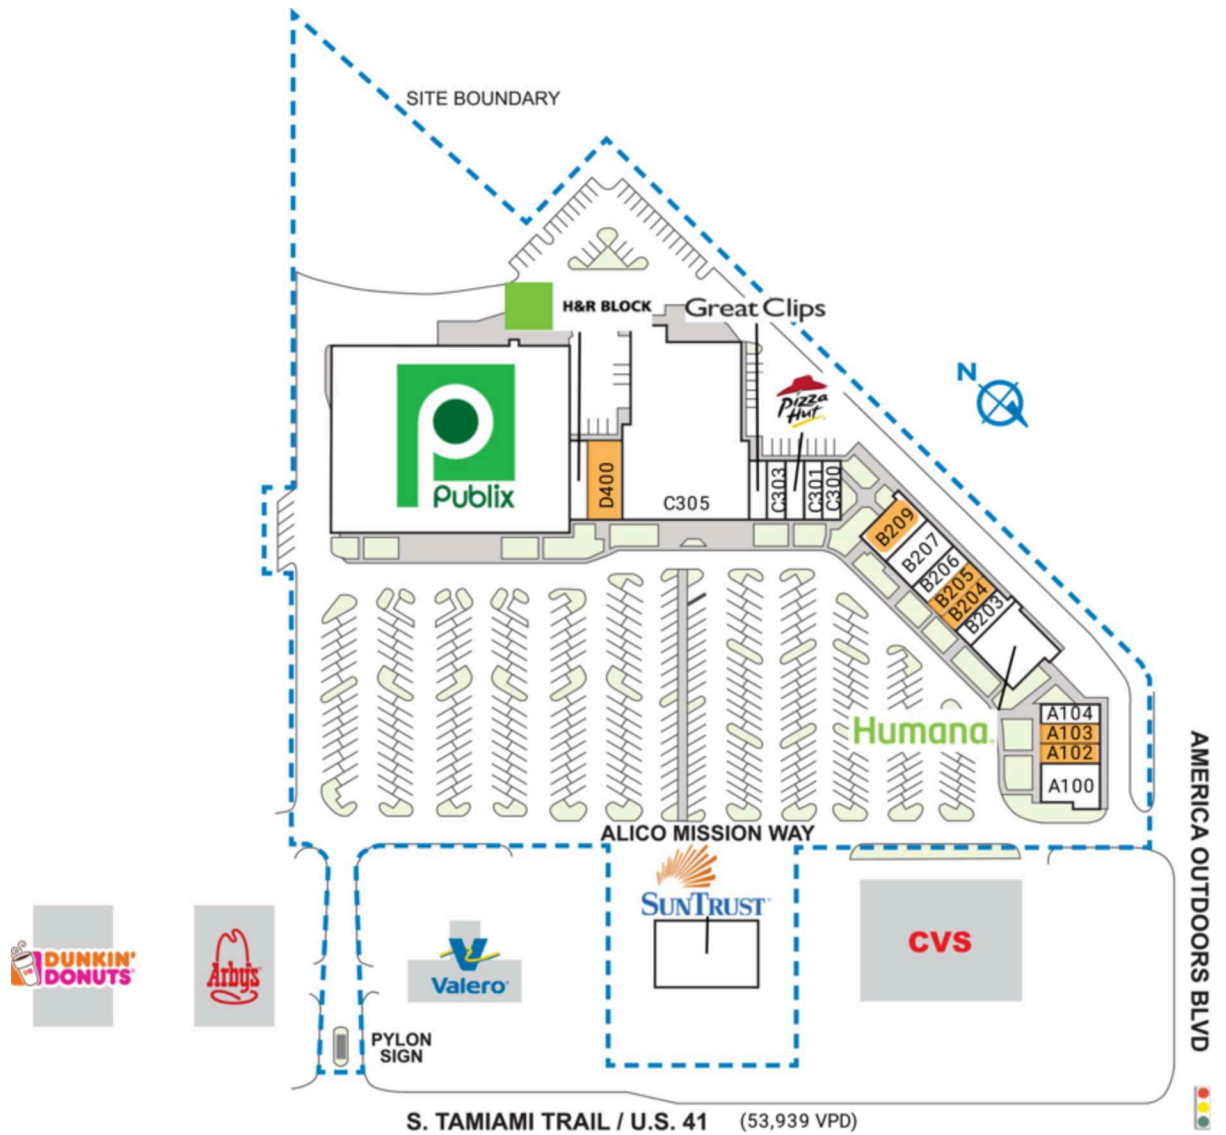 SITE BOUNDARY
H&R BLOCK
Great Clips
N
Pizza
Hut
Publix
D400
C305
C303
C301
C300
B209
B207
B206
B205
B204
B203
Humana
A104
A103
A102
A100
ALICO MISSION WAY
AMERICA OUTDOORS BLVD
SUNTRUST
CVS
DUNKIN'
DONUTS
Arby's
Valero
PYLON
SIGN
S. TAMIAMI TRAIL / U.S. 41 (53,939 VPD)